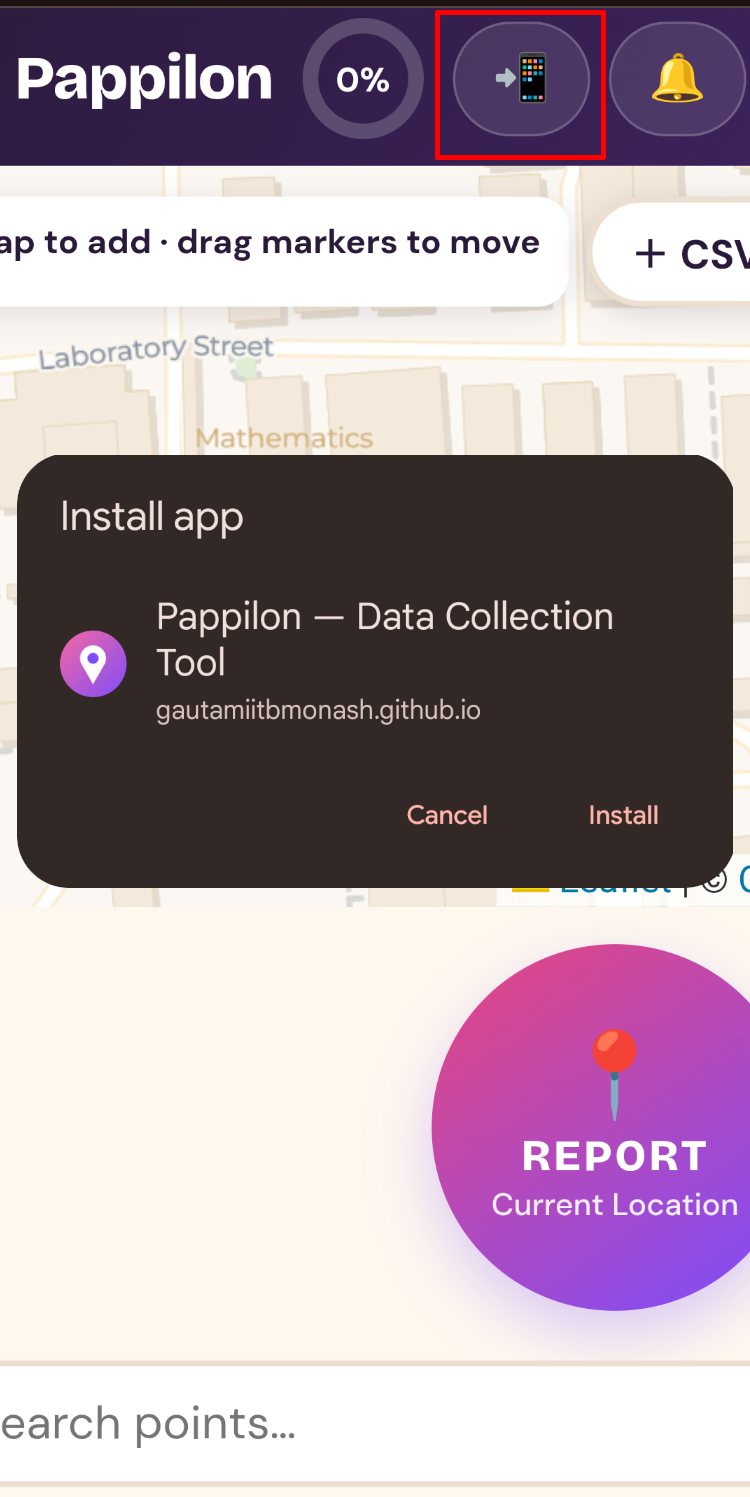 Pappilon
0%
ap to add · drag markers to move
+ CSV
Laboratory Street
Mathematics
Install app
Pappilon — Data Collection
Tool
gautamiitbmonash.github.io
Cancel
Install
Leaflet | ©
REPORT
Current Location
earch points...